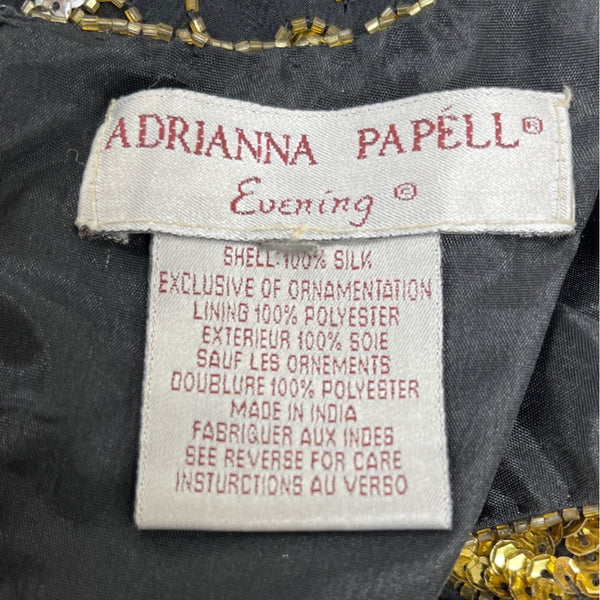 ADRIANNA PAPÉLL®
Evening ©
SHELL:100% SILK
EXCLUSIVE OF ORNAMENTATION
LINING 100% POLYESTER
EXTERIEUR 100% SOIE
SAUF LES ORNEMENTS
DOUBLURE 100% POLYESTER
MADE IN INDIA
FABRIQUER AUX INDES
SEE REVERSE FOR CARE
INSTURCTIONS AU VERSO